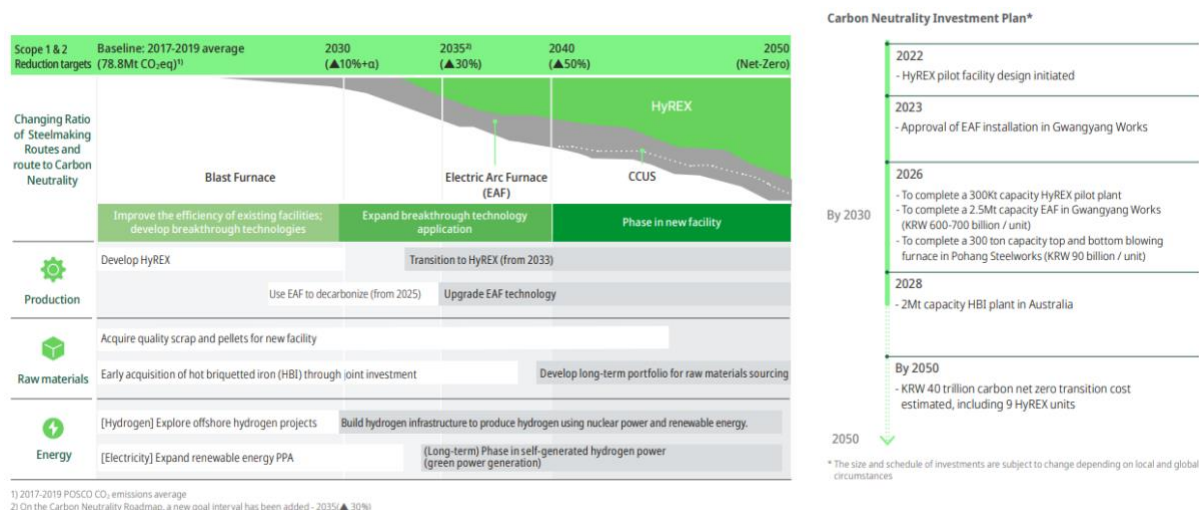 Scope 1 & 2
Reduction targets
Baseline: 2017-2019 average
(78.8Mt CO₂eq)¹⁾
2030
(▲10%+α)
2035²⁾
(▲30%)
2040
(▲50%)
2050
(Net-Zero)
Changing Ratio
of Steelmaking
Routes and
route to Carbon
Neutrality
HyREX
Blast Furnace
Electric Arc Furnace
(EAF)
CCUS
Improve the efficiency of existing facilities;
develop breakthrough technologies
Expand breakthrough technology
application
Phase in new facility
Production
Develop HyREX
Transition to HyREX (from 2033)
Use EAF to decarbonize (from 2025)
Upgrade EAF technology
Raw materials
Acquire quality scrap and pellets for new facility
Early acquisition of hot briquetted iron (HBI) through joint investment
Develop long-term portfolio for raw materials sourcing
Energy
[Hydrogen] Explore offshore hydrogen projects
Build hydrogen infrastructure to produce hydrogen using nuclear power and renewable energy.
[Electricity] Expand renewable energy PPA
(Long-term) Phase in self-generated hydrogen power
(green power generation)
1) 2017-2019 POSCO CO₂ emissions average
2) On the Carbon Neutrality Roadmap, a new goal interval has been added - 2035(▲ 30%)
Carbon Neutrality Investment Plan*
By 2030
2022
- HyREX pilot facility design initiated
2023
- Approval of EAF installation in Gwangyang Works
2026
- To complete a 300Kt capacity HyREX pilot plant
- To complete a 2.5Mt capacity EAF in Gwangyang Works
(KRW 600-700 billion / unit)
- To complete a 300 ton capacity top and bottom blowing
furnace in Pohang Steelworks (KRW 90 billion / unit)
2028
- 2Mt capacity HBI plant in Australia
By 2050
- KRW 40 trillion carbon net zero transition cost
estimated, including 9 HyREX units
2050
* The size and schedule of investments are subject to change depending on local and global
circumstances